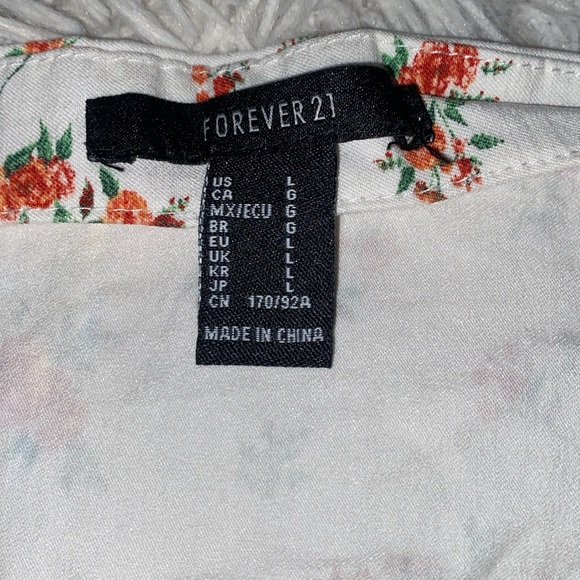 FOREVER 21
US L
CA G
MX/ECU G
BR G
EU L
UK L
KR L
JP L
CN 170/92A
MADE IN CHINA